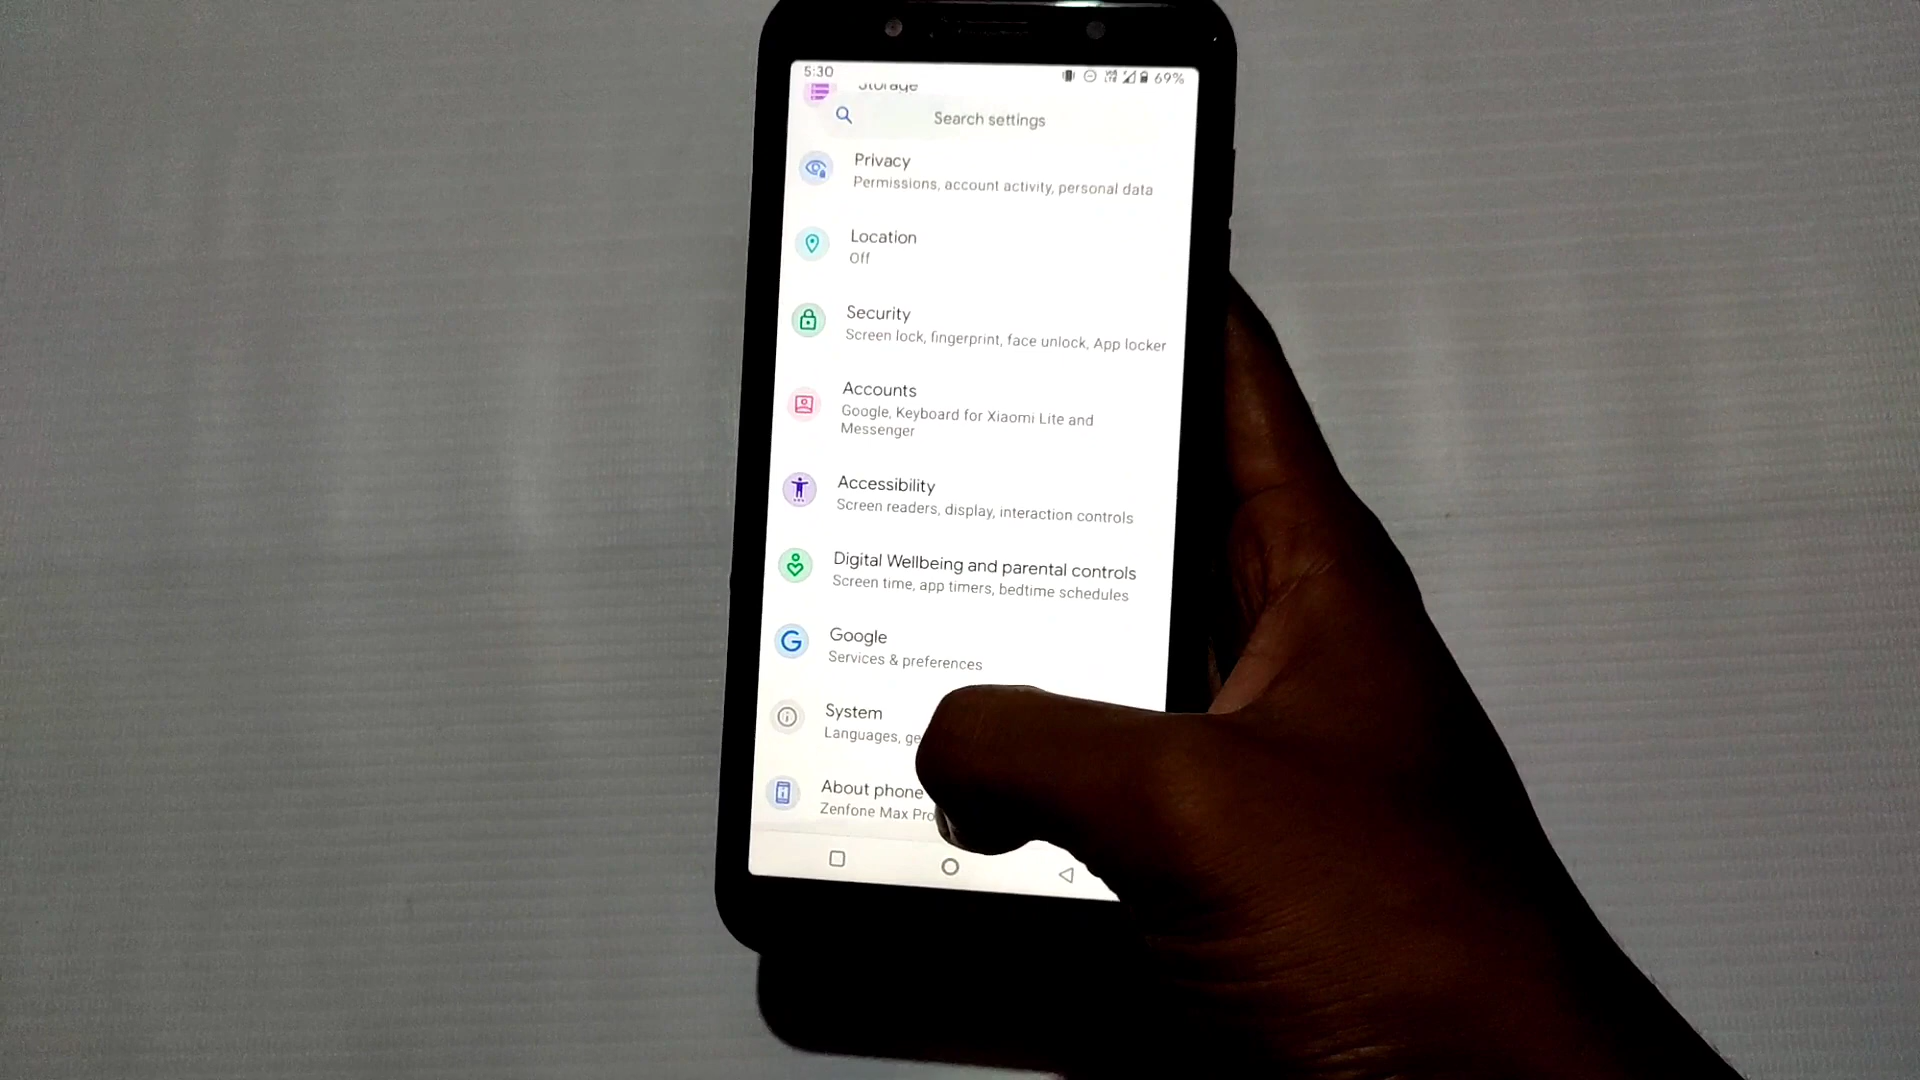 5:30
69%
Storage
Search settings
Privacy
Permissions, account activity, personal data
Location
Off
Security
Screen lock, fingerprint, face unlock, App locker
Accounts
Google, Keyboard for Xiaomi Lite and
Messenger
Accessibility
Screen readers, display, interaction controls
Digital Wellbeing and parental controls
Screen time, app timers, bedtime schedules
Google
Services & preferences
System
Languages, ge
About phone
Zenfone Max Pro